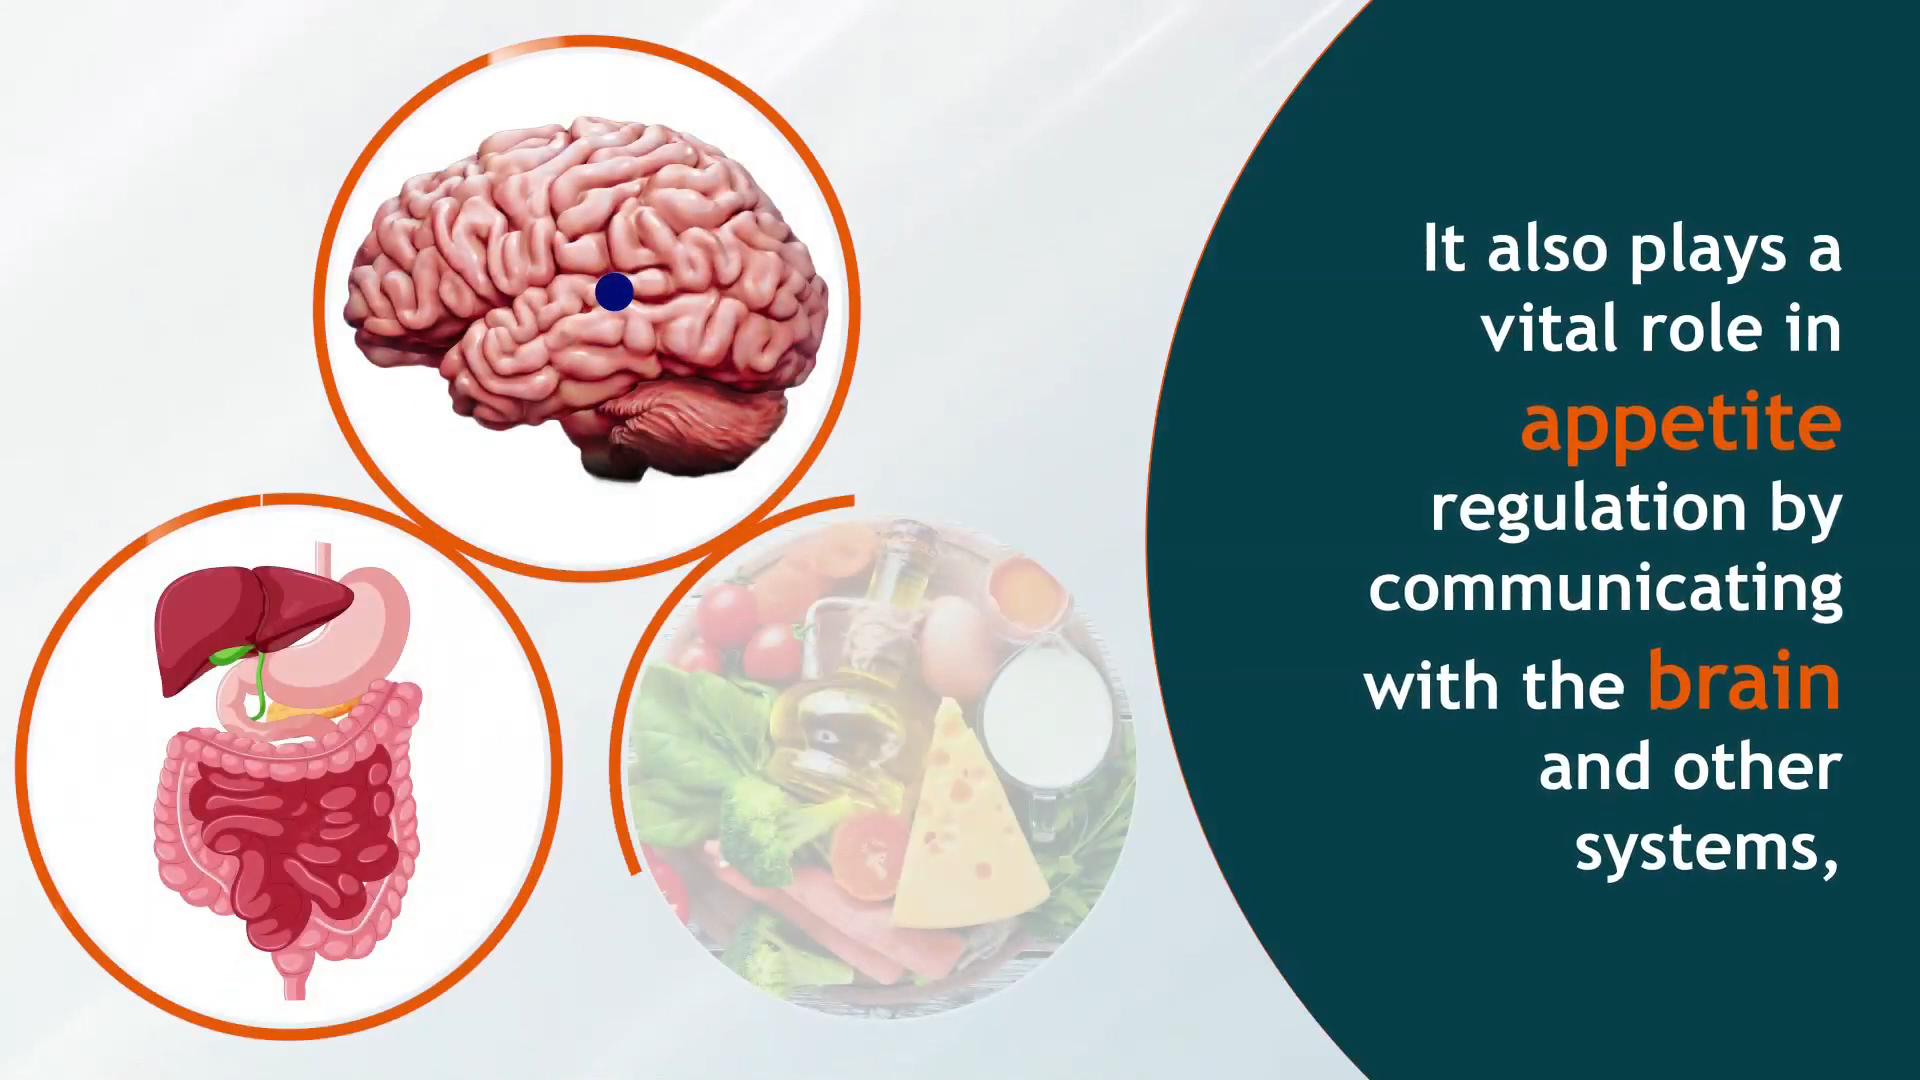 It also plays a
vital role in
appetite
regulation by
communicating
with the brain
and other
systems,